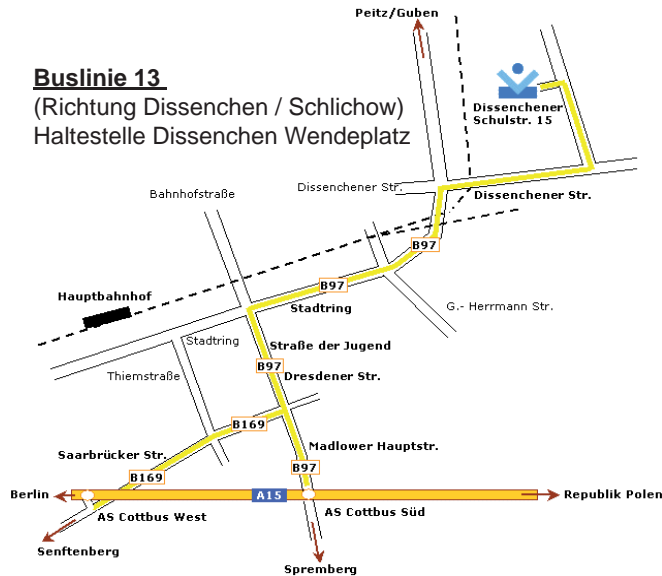 Peitz/Guben
Buslinie 13
(Richtung Dissenchen / Schlichow)
Haltestelle Dissenchen Wendeplatz
Dissenchener
Schulstr. 15
Bahnhofstraße
Dissenchener Str.
Dissenchener Str.
B97
Hauptbahnhof
B97
Stadtring
G.- Herrmann Str.
Stadtring
Straße der Jugend
Thiemstraße
B97
Dresdener Str.
B169
Saarbrücker Str.
Madlower Hauptstr.
B169
B97
Berlin
A15
Republik Polen
AS Cottbus West
AS Cottbus Süd
Senftenberg
Spremberg